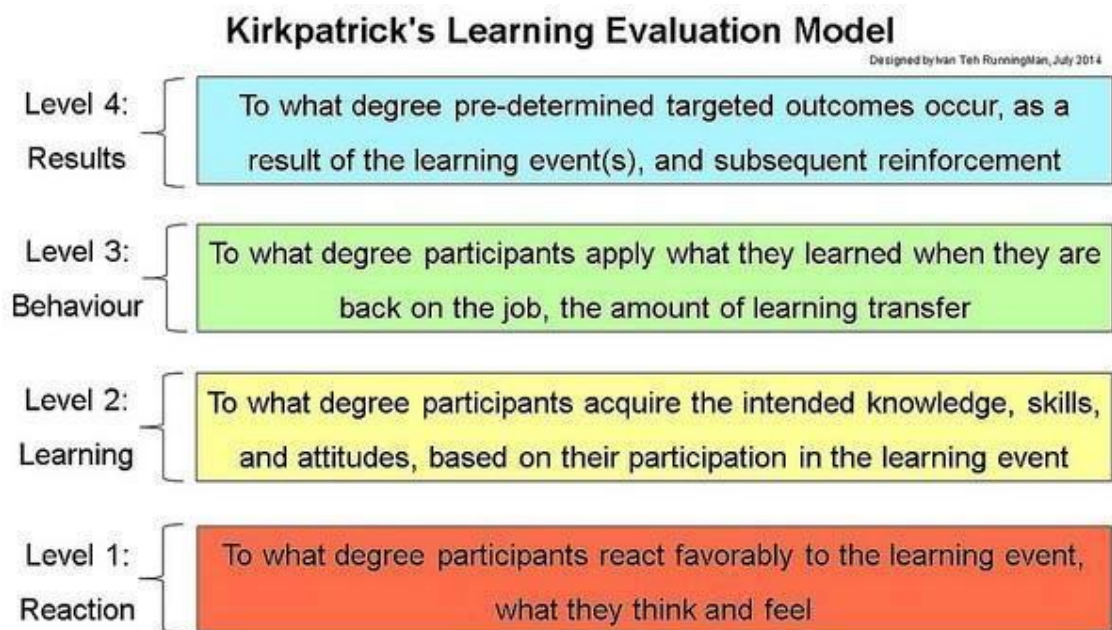 Kirkpatrick's Learning Evaluation Model
Designed by Ivan Teh RunningMan, July 2014
Level 4:
Results
To what degree pre-determined targeted outcomes occur, as a
result of the learning event(s), and subsequent reinforcement
Level 3:
Behaviour
To what degree participants apply what they learned when they are
back on the job, the amount of learning transfer
Level 2:
Learning
To what degree participants acquire the intended knowledge, skills,
and attitudes, based on their participation in the learning event
Level 1:
Reaction
To what degree participants react favorably to the learning event,
what they think and feel